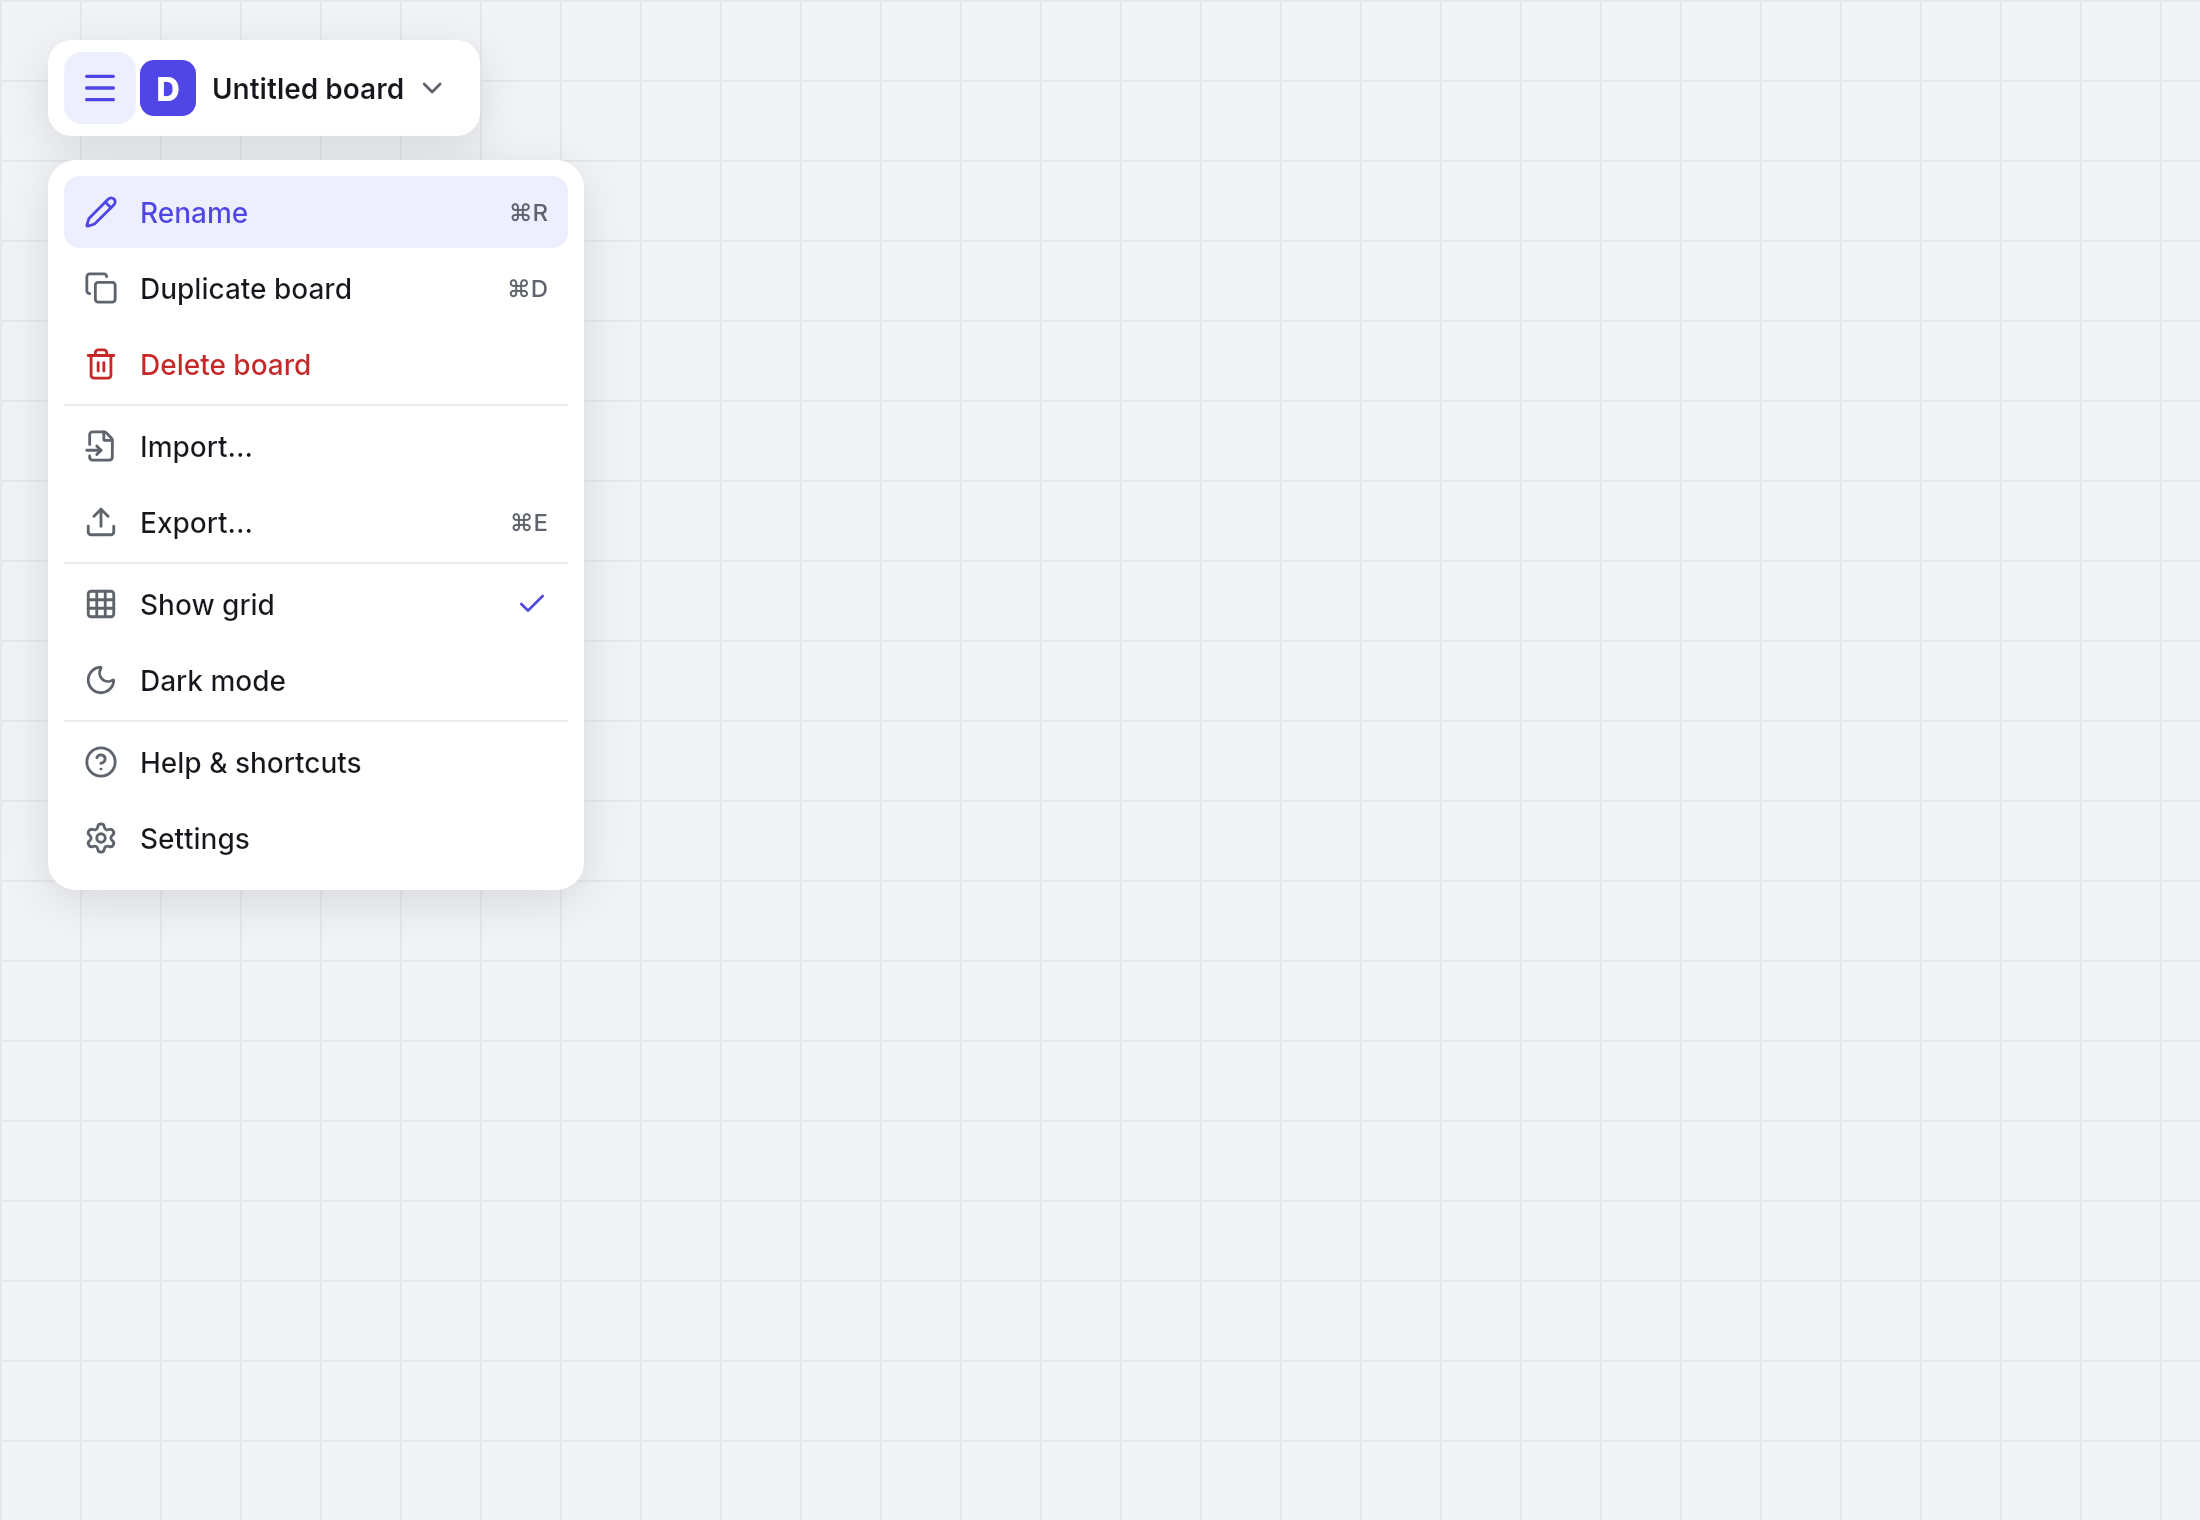 D Untitled board
Rename ⌘R
Duplicate board ⌘D
Delete board
Import...
Export... ⌘E
Show grid
Dark mode
Help & shortcuts
Settings